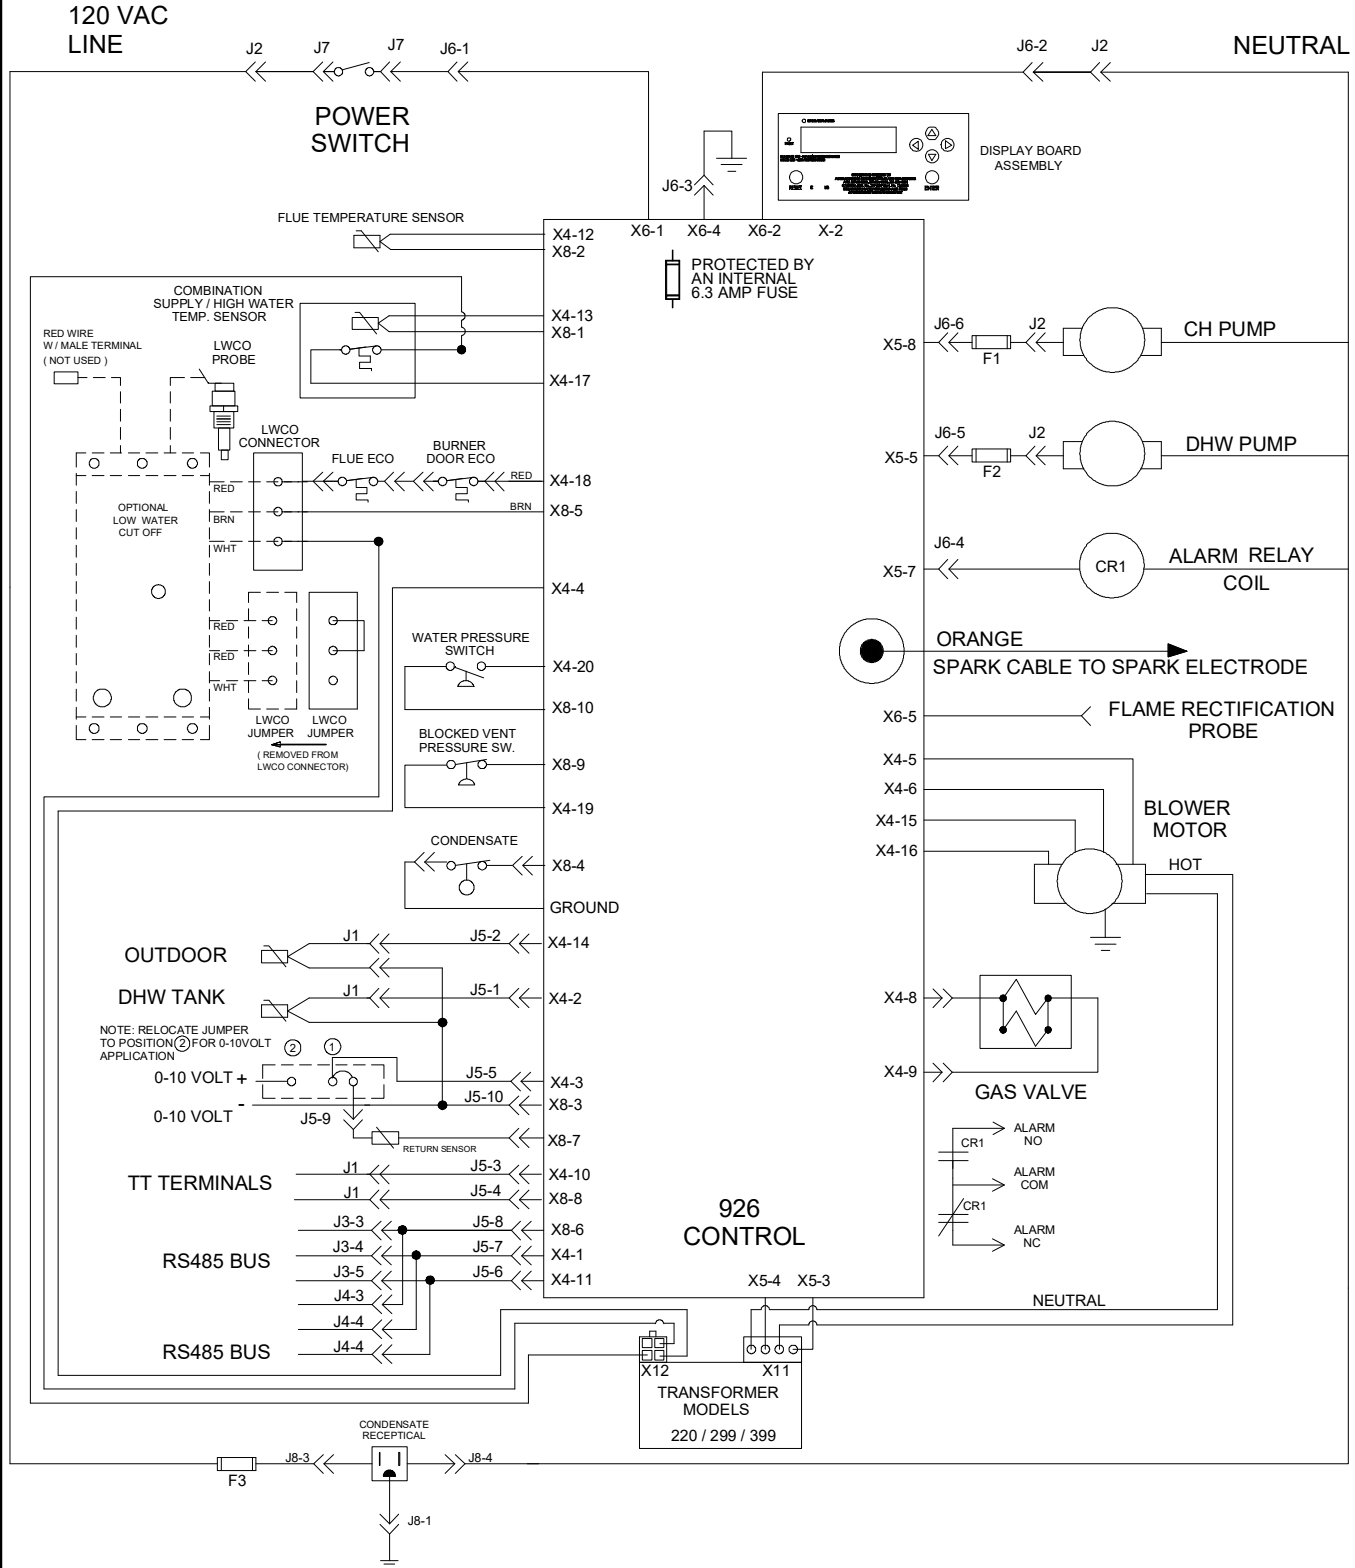 120 VAC
LINE
NEUTRAL
J2
J7
J7
J6-1
J6-2
J2
POWER
SWITCH
DISPLAY BOARD
ASSEMBLY
RESET
ENTER
J6-3
FLUE TEMPERATURE SENSOR
X4-12
X8-2
X6-1
X6-4
X6-2
X-2
PROTECTED BY
AN INTERNAL
6.3 AMP FUSE
COMBINATION
SUPPLY / HIGH WATER
TEMP. SENSOR
X4-13
X8-1
X4-17
RED WIRE
W / MALE TERMINAL
( NOT USED )
LWCO
PROBE
X5-8
J6-6
F1
J2
CH PUMP
LWCO
CONNECTOR
FLUE ECO
BURNER
DOOR ECO
RED
X4-18
BRN
X8-5
X5-5
J6-5
F2
J2
DHW PUMP
OPTIONAL
LOW WATER
CUT OFF
RED
BRN
WHT
RED
RED
WHT
X5-7
J6-4
CR1
ALARM RELAY
COIL
X4-4
WATER PRESSURE
SWITCH
X4-20
X8-10
ORANGE
SPARK CABLE TO SPARK ELECTRODE
LWCO
JUMPER
LWCO
JUMPER
( REMOVED FROM
LWCO CONNECTOR)
BLOCKED VENT
PRESSURE SW.
X8-9
X4-19
X6-5
FLAME RECTIFICATION
PROBE
X4-5
X4-6
X4-15
X4-16
BLOWER
MOTOR
HOT
CONDENSATE
X8-4
GROUND
OUTDOOR
J1
J5-2
X4-14
DHW TANK
J1
J5-1
X4-2
X4-8
X4-9
GAS VALVE
NOTE: RELOCATE JUMPER
TO POSITION 2 FOR 0-10VOLT
APPLICATION
2
1
0-10 VOLT +
J5-5
X4-3
0-10 VOLT -
J5-10
X8-3
J5-9
RETURN SENSOR
X8-7
TT TERMINALS
J1
J5-3
X4-10
J1
J5-4
X8-8
CR1
ALARM
NO
ALARM
COM
CR1
ALARM
NC
RS485 BUS
J3-3
J5-8
X8-6
J3-4
J5-7
X4-1
J3-5
J5-6
X4-11
J4-3
J4-4
RS485 BUS
J4-4
926
CONTROL
X5-4
X5-3
NEUTRAL
X12
X11
TRANSFORMER
MODELS
220 / 299 / 399
CONDENSATE
RECEPTICAL
F3
J8-3
J8-4
J8-1